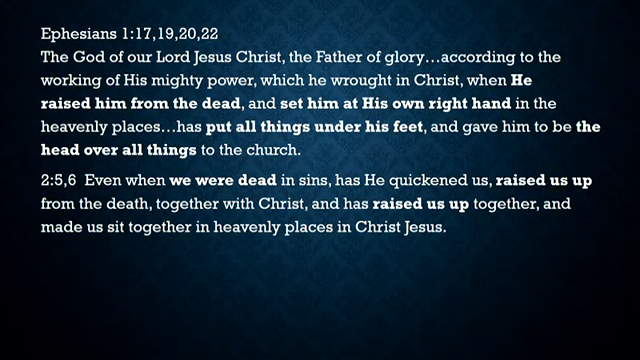 Ephesians 1:17,19,20,22
The God of our Lord Jesus Christ, the Father of glory…according to the
working of His mighty power, which he wrought in Christ, when He
raised him from the dead, and set him at His own right hand in the
heavenly places…has put all things under his feet, and gave him to be the
head over all things to the church.
2:5,6 Even when we were dead in sins, has He quickened us, raised us up
from the death, together with Christ, and has raised us up together, and
made us sit together in heavenly places in Christ Jesus.